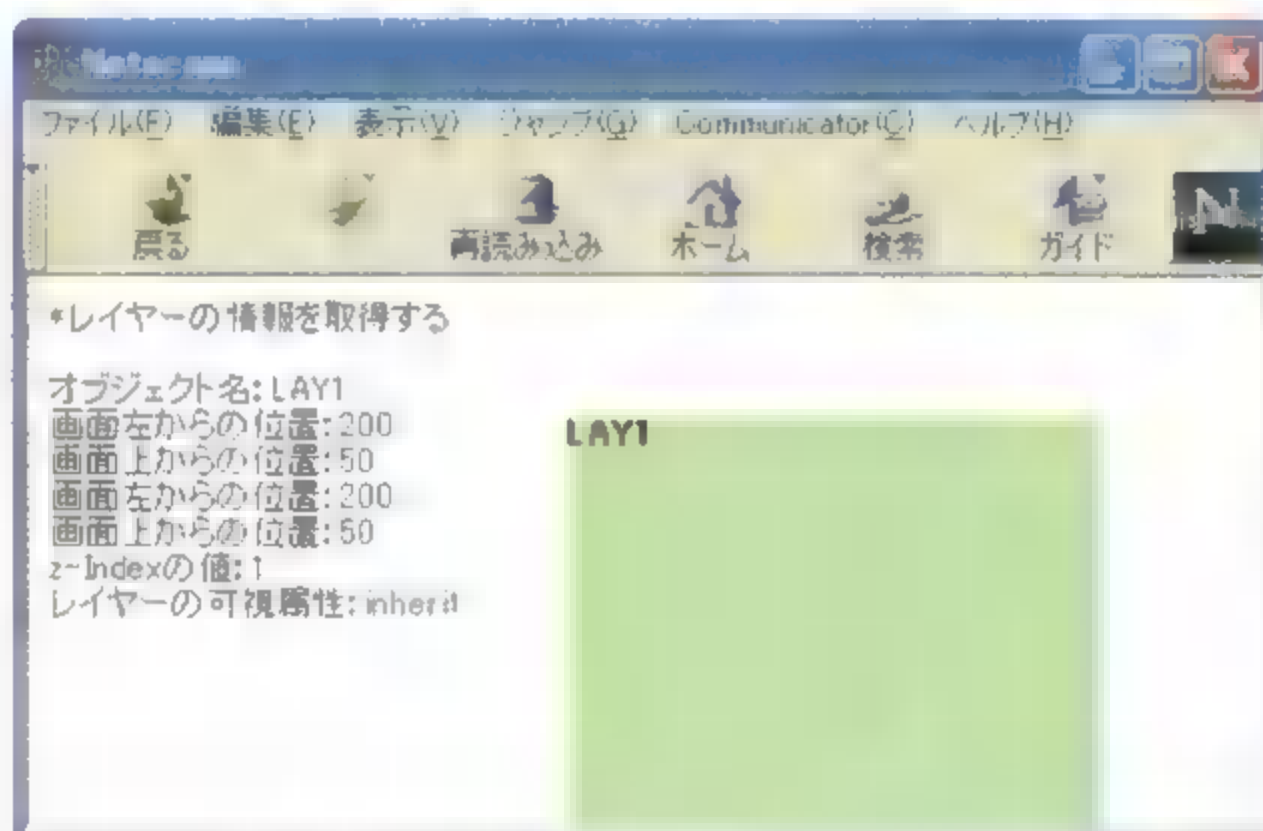 Netscape
ファイル(F) 編集(E) 表示(V) ジャンプ(G) Communicator(C) ヘルプ(H)
戻る 再読み込み ホーム 検索 ガイド
N
*レイヤーの情報を取得する
オブジェクト名:LAY1
画面左からの位置:200
画面上からの位置:50
画面左からの位置:200
画面上からの位置:50
z-Indexの値:1
レイヤーの可視属性:inherit
LAY1